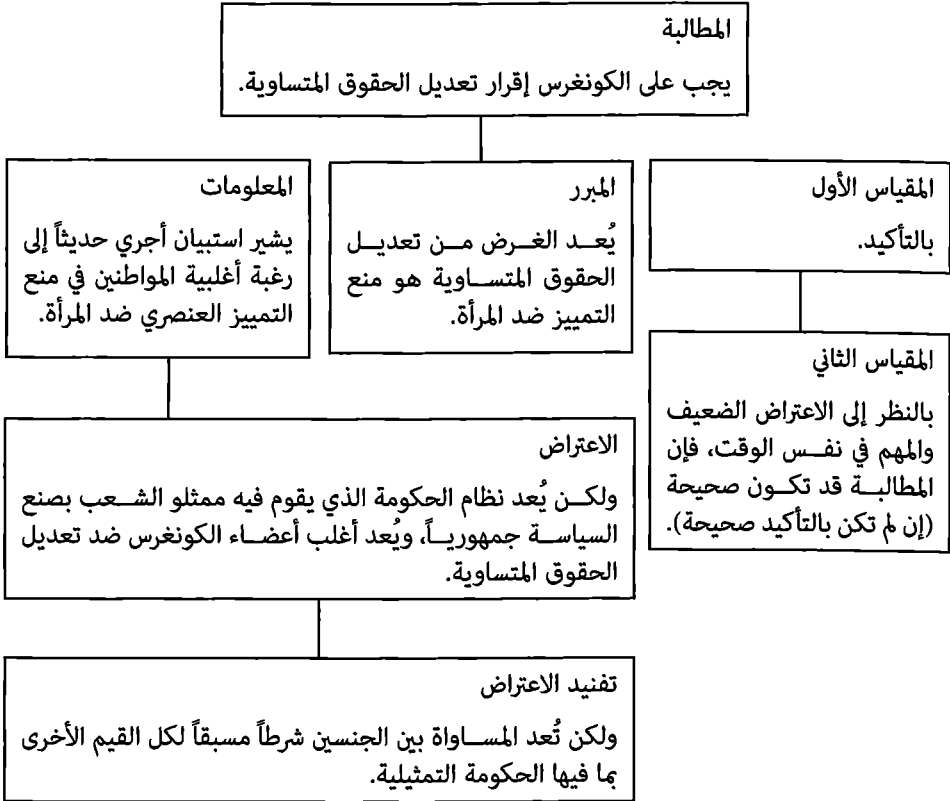 المطالبة
يجب على الكونغرس إقرار تعديل الحقوق المتساوية.
المقياس الأول
بالتأكيد.
المبرر
يُعد الغرض من تعديل
الحقوق المتساوية هو منع
التمييز ضد المرأة.
المعلومات
يشير استبيان أجري حديثاً إلى
رغبة أغلبية المواطنين في منع
التمييز العنصري ضد المرأة.
المقياس الثاني
بالنظر إلى الاعتراض الضعيف
والمهم في نفس الوقت، فإن
المطالبة قد تكون صحيحة
(إن لم تكن بالتأكيد صحيحة).
الاعتراض
ولكن يُعد نظام الحكومة الذي يقوم فيه ممثلو الشعب بصنع
السياسة جمهورياً، ويُعد أغلب أعضاء الكونغرس ضد تعديل
الحقوق المتساوية.
تفنيد الاعتراض
ولكن تُعد المساواة بين الجنسين شرطاً مسبقاً لكل القيم الأخرى
بما فيها الحكومة التمثيلية.